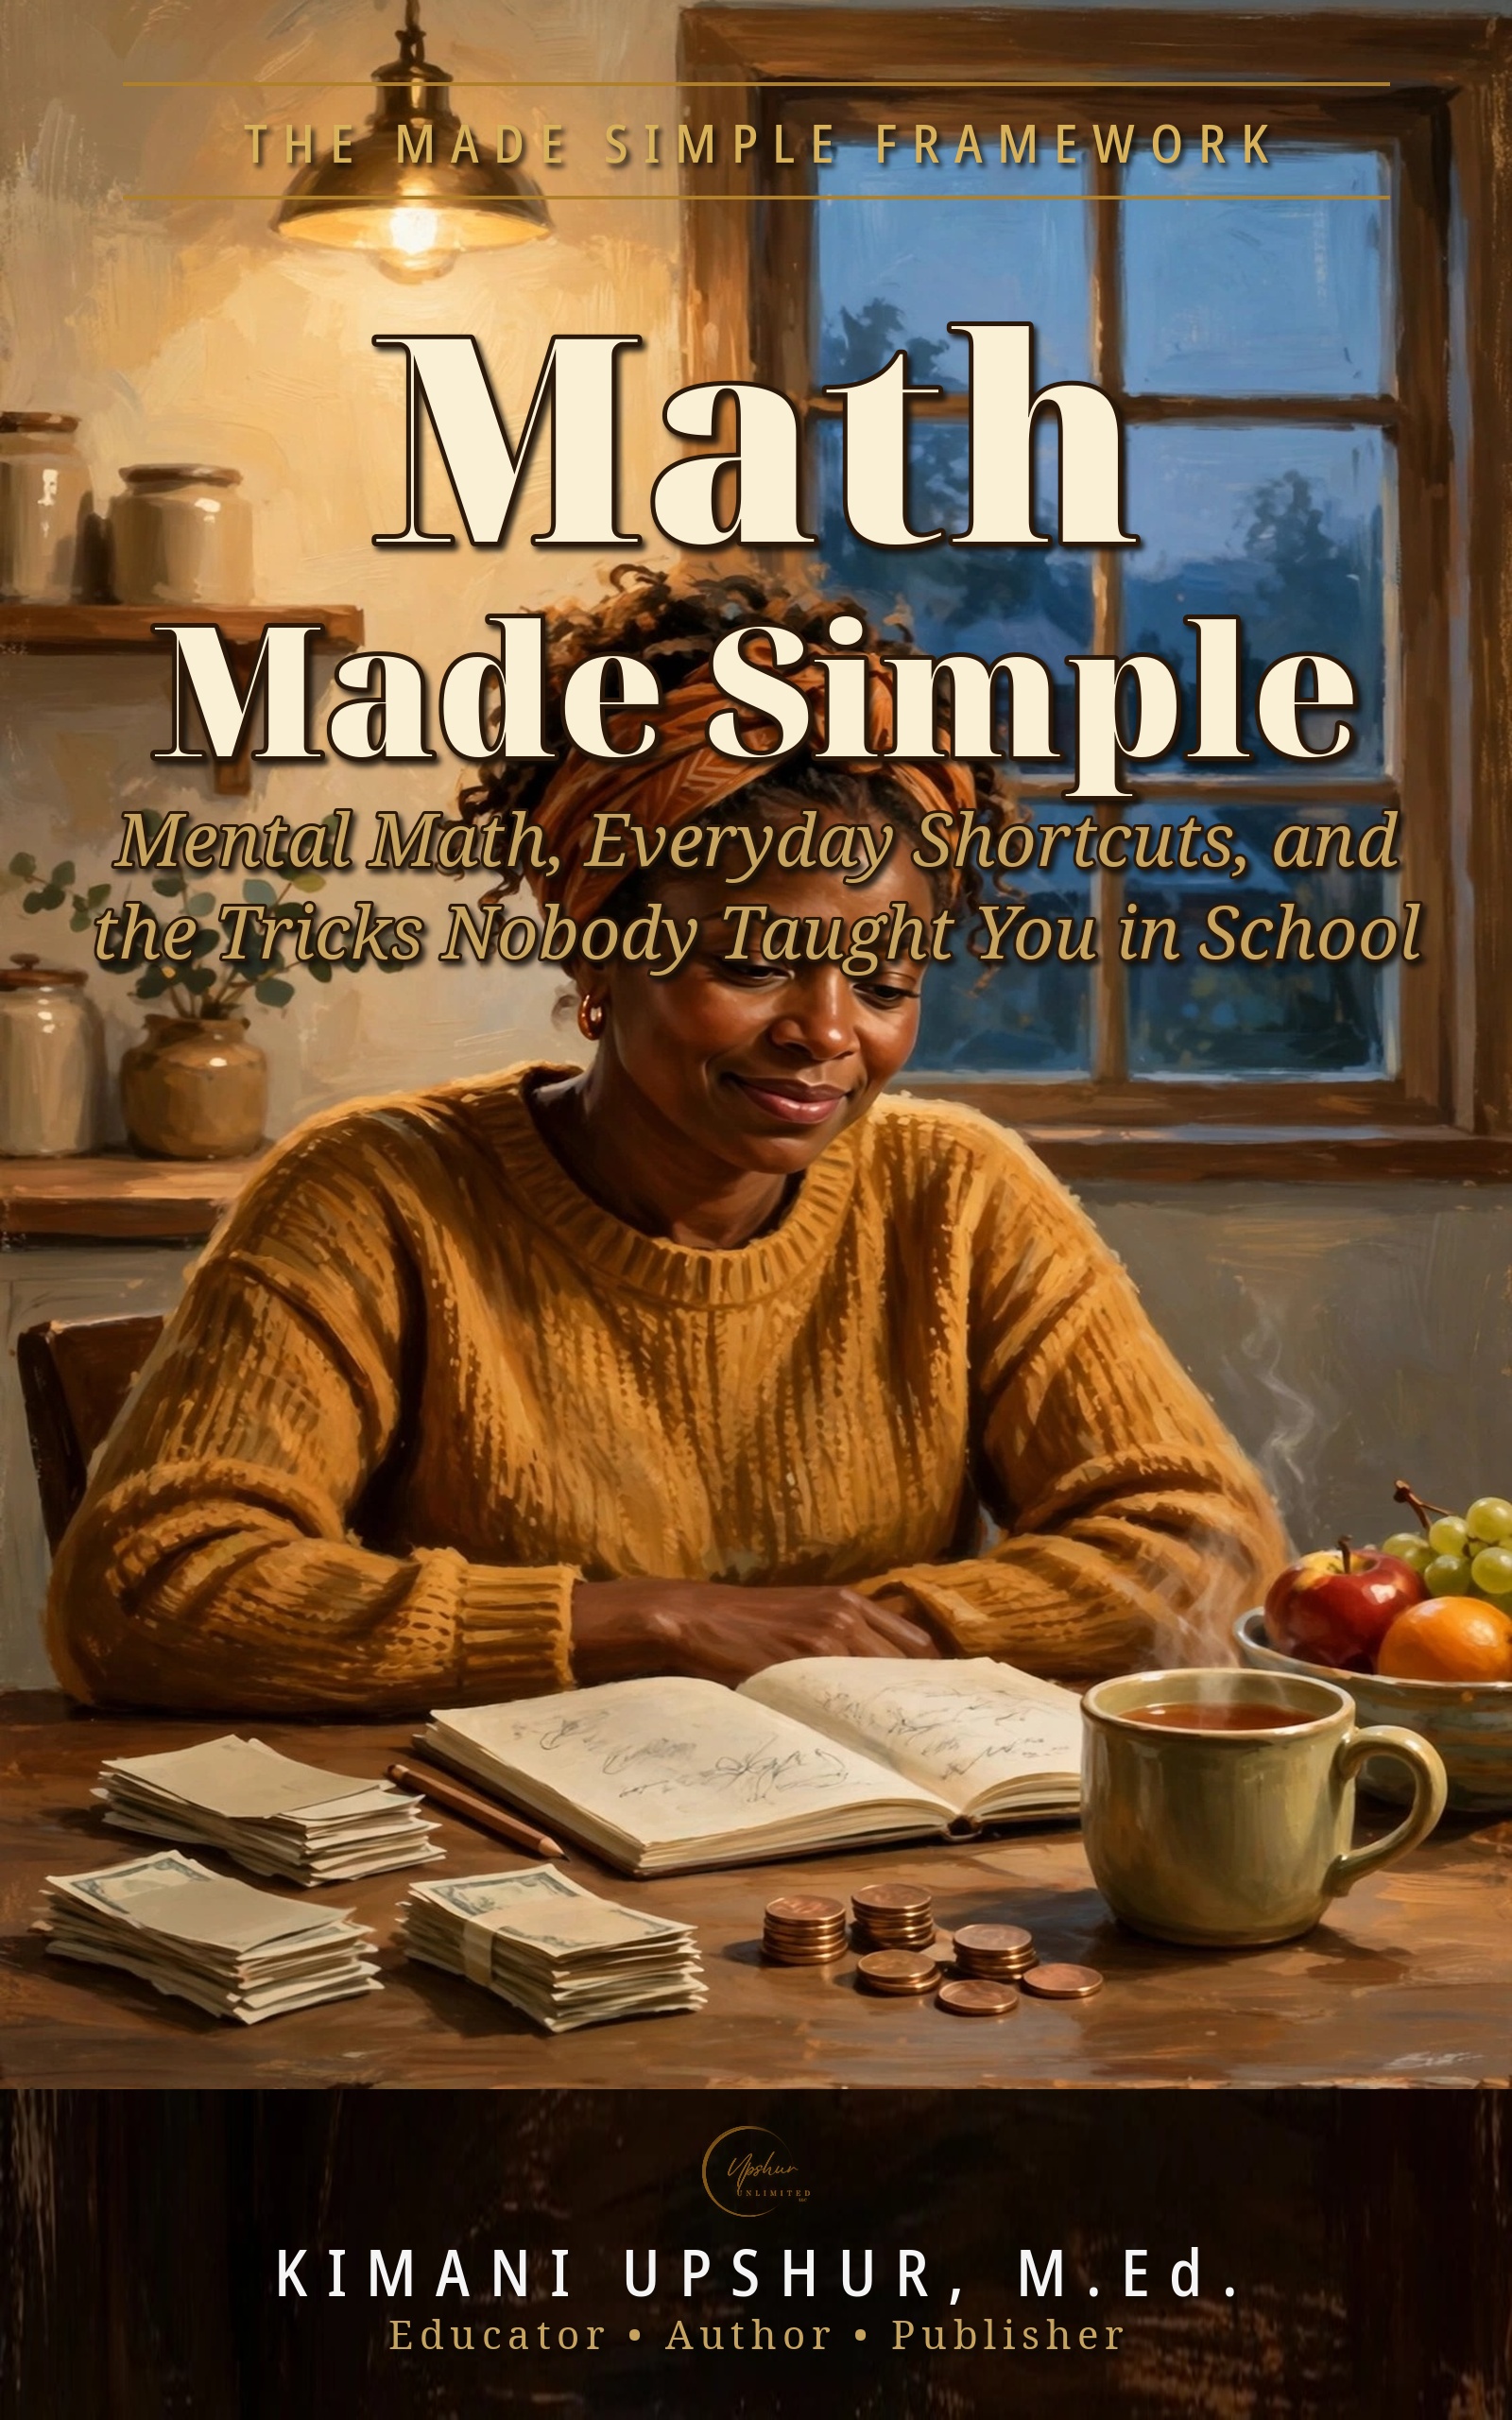 THE MADE SIMPLE FRAMEWORK
Math
Made Simple
Mental Math, Everyday Shortcuts, and
the Tricks Nobody Taught You in School
Upshur
UNLIMITED
KIMANI UPSHUR, M.Ed.
Educator • Author • Publisher